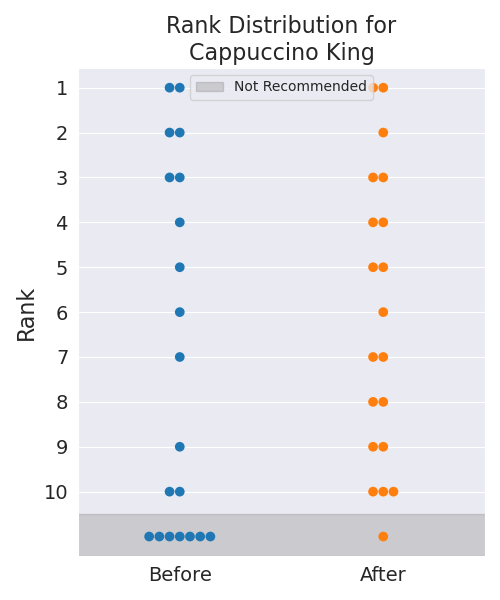 Rank Distribution for
Cappuccino King
Not Recommended
1
2
3
4
5
6
7
8
9
10
Rank
Before
After